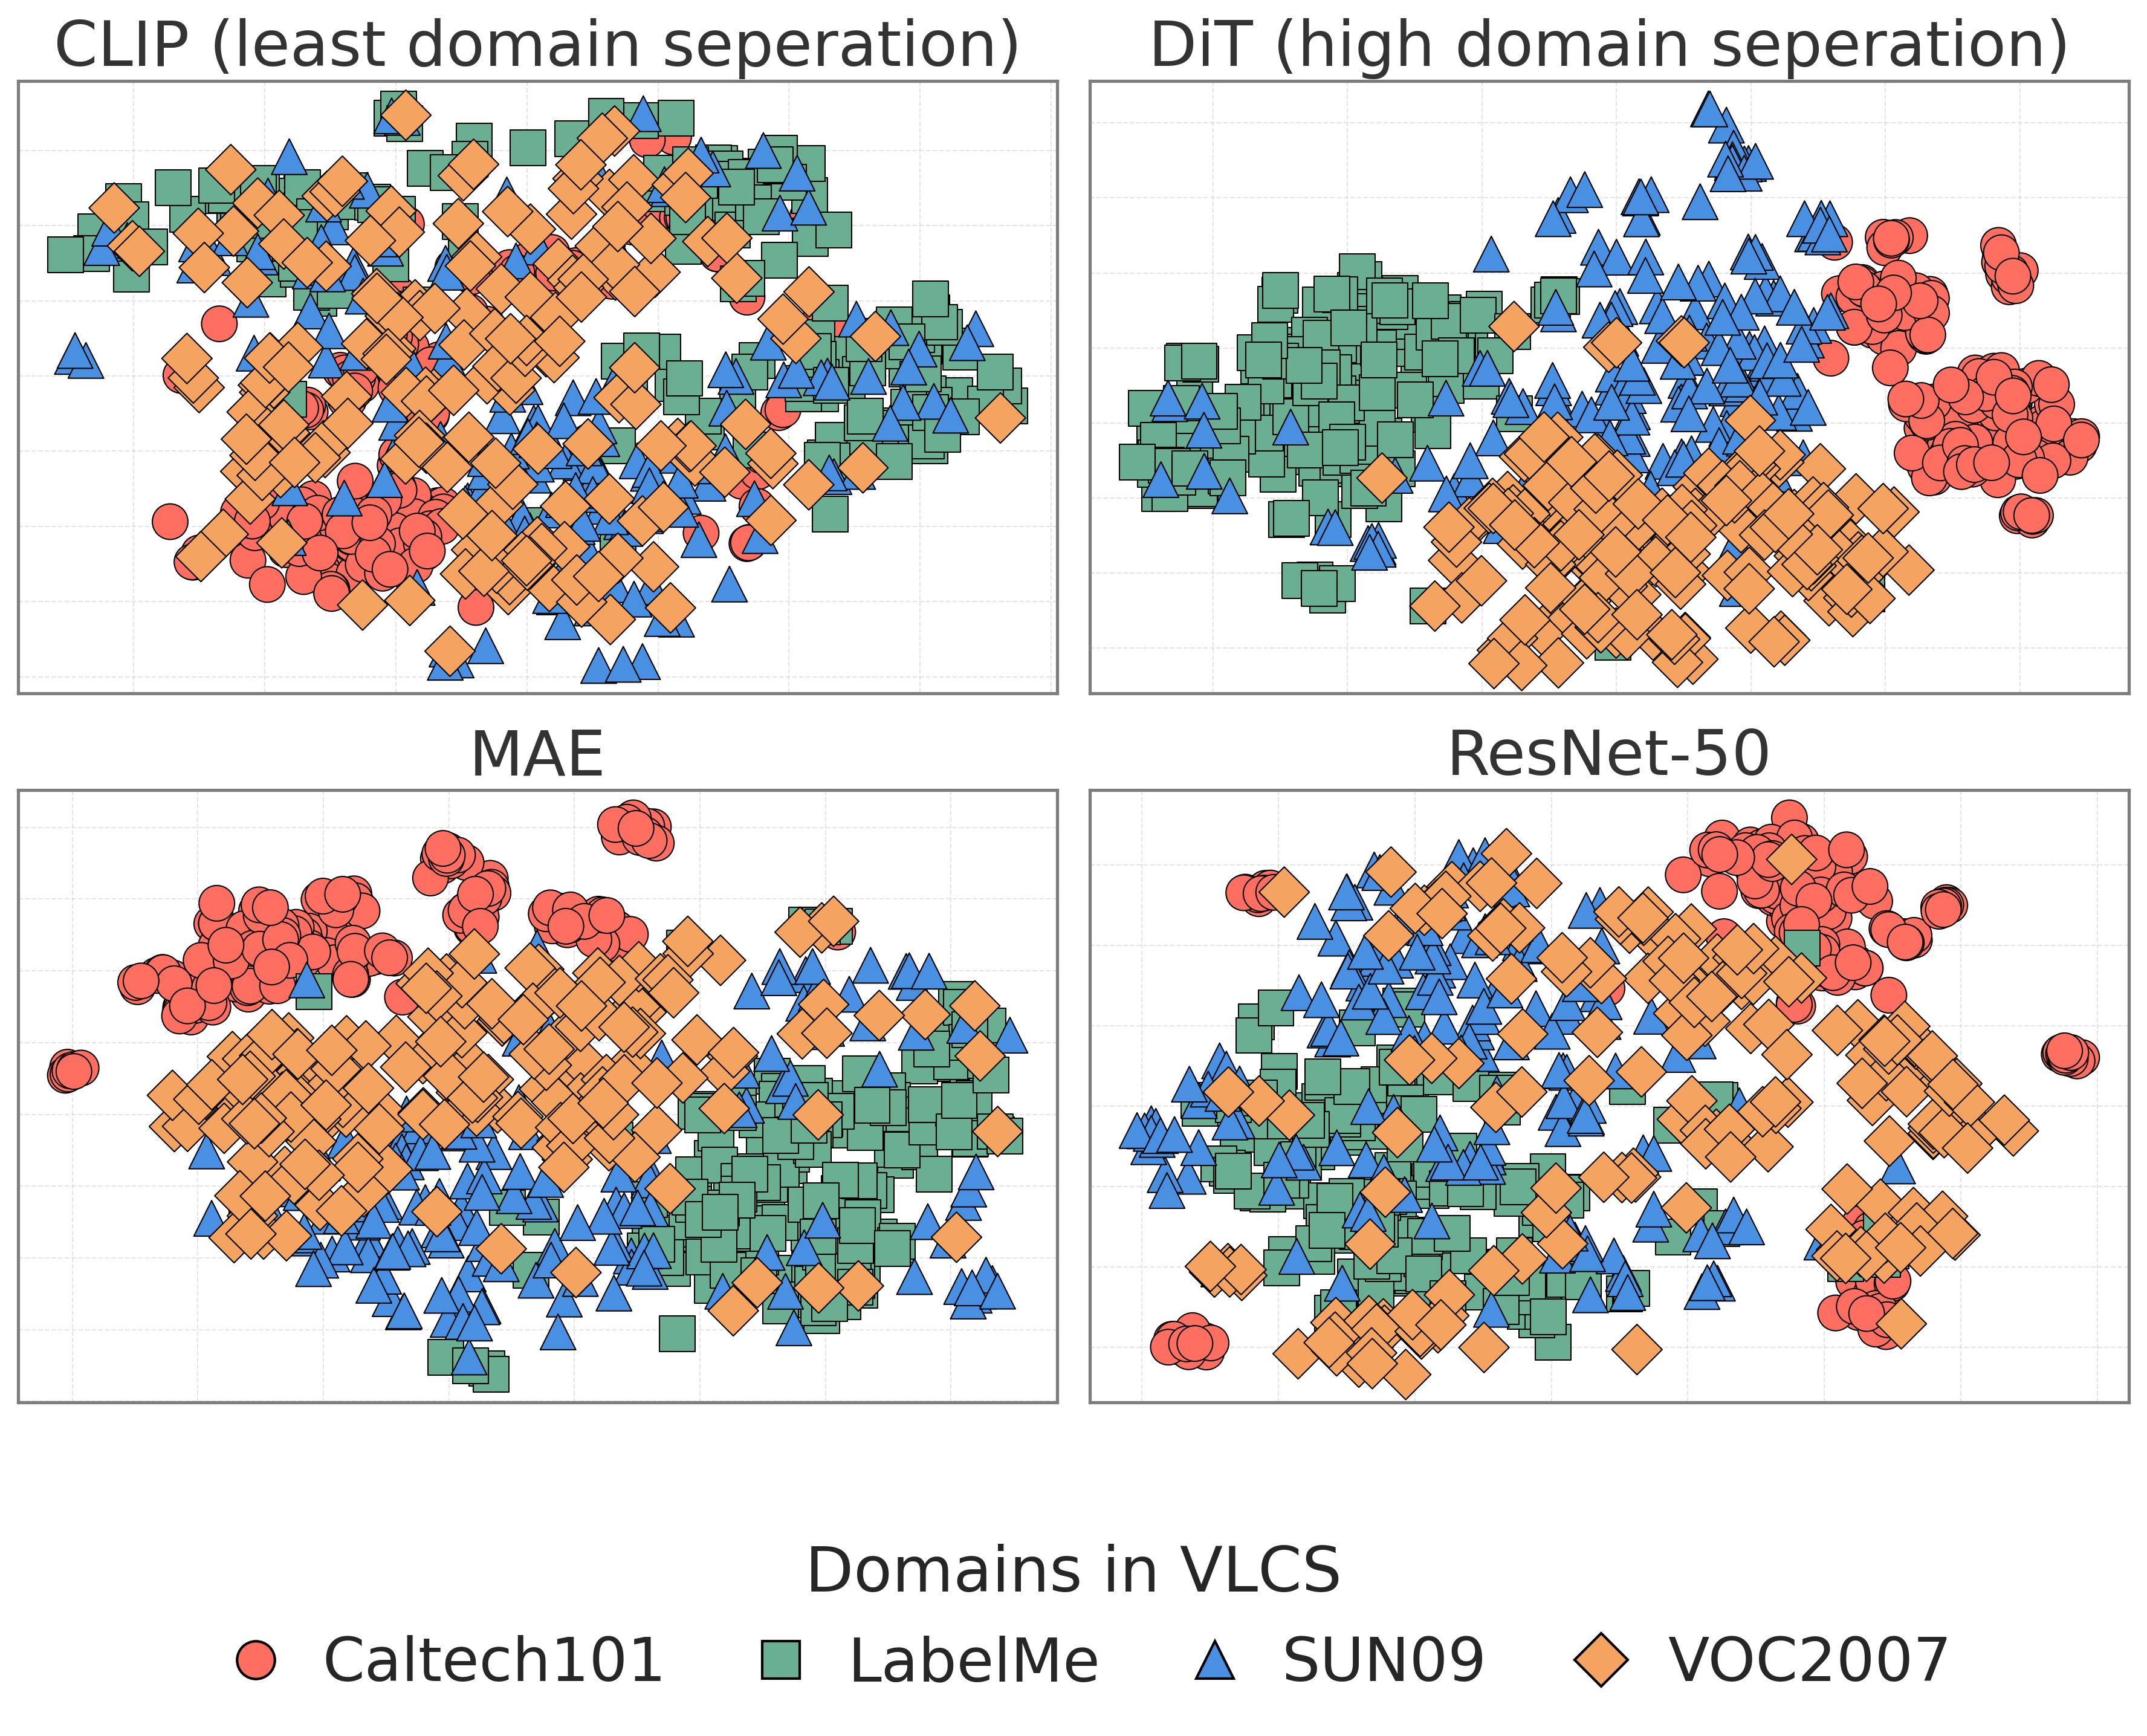 CLIP (least domain seperation)
DiT (high domain seperation)
MAE
ResNet-50
Domains in VLCS
Caltech101
LabelMe
SUN09
VOC2007